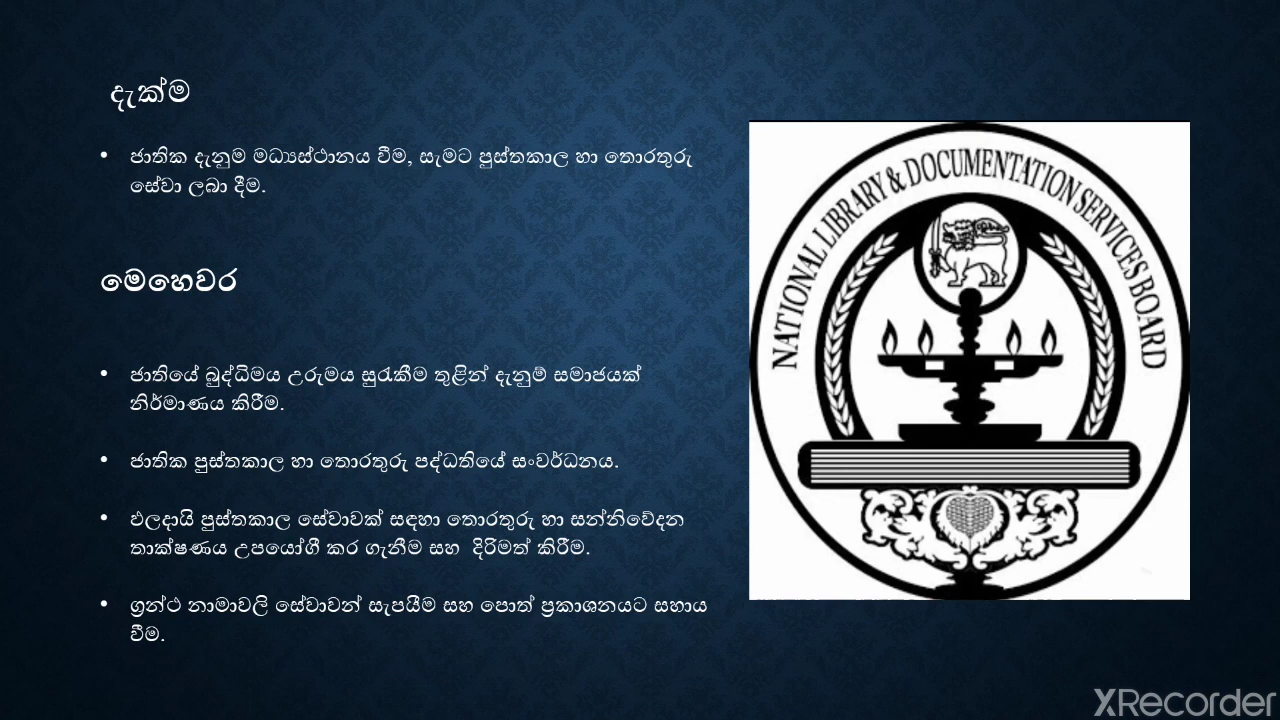 දැක්ම
• ජාතික දැනුම මධ්‍යස්ථානය වීම, සැමට පුස්තකාල හා තොරතුරු
සේවා ලබා දීම.
මෙහෙවර
• ජාතියේ බුද්ධිමය උරුමය සුරැකීම තුළින් දැනුම් සමාජයක්
නිර්මාණය කිරීම.
• ජාතික පුස්තකාල හා තොරතුරු පද්ධතියේ සංවර්ධනය.
• ඵලදායි පුස්තකාල සේවාවක් සඳහා තොරතුරු හා සන්නිවේදන
තාක්ෂණය උපයෝගී කර ගැනීම සහ දිරිමත් කිරීම.
• ග්‍රන්ථ නාමාවලි සේවාවන් සැපයීම සහ පොත් ප්‍රකාශනයට සහාය
වීම.
NATIONAL LIBRARY & DOCUMENTATION SERVICES BOARD
XRecorder